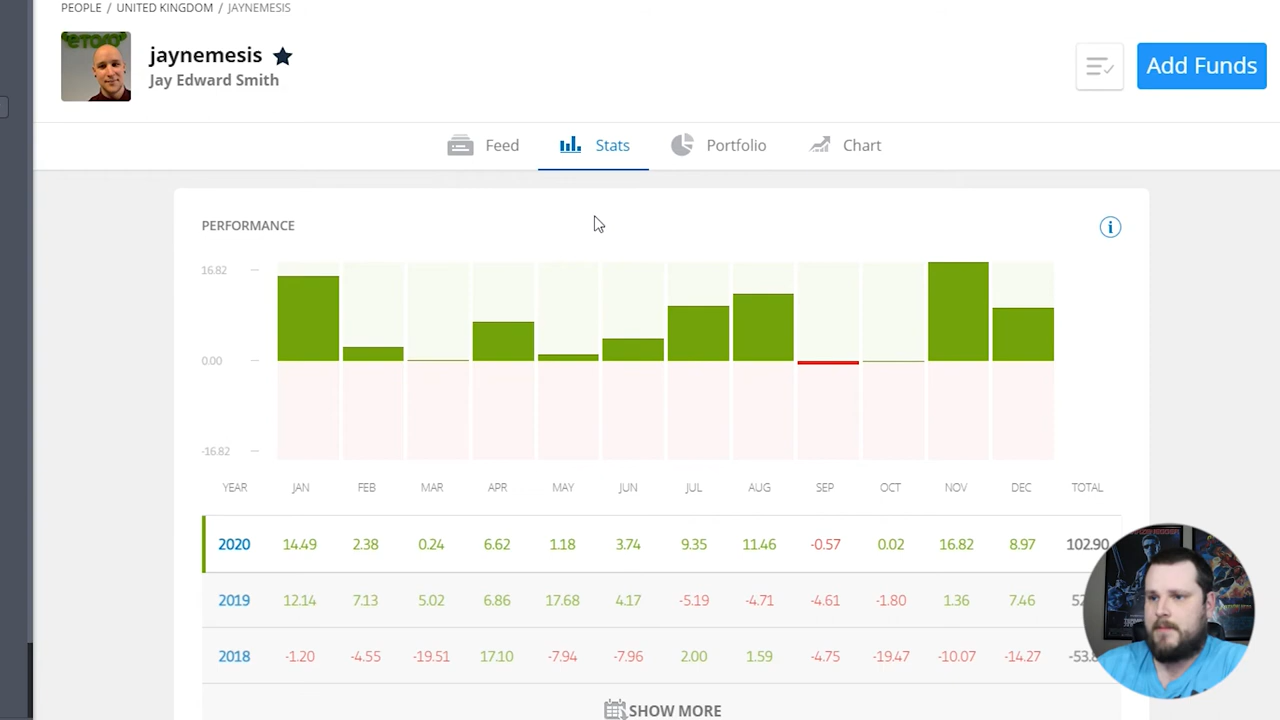 PEOPLE / UNITED KINGDOM / JAYNEMESIS
eTORO
jaynemesis
Jay Edward Smith
Add Funds
Feed
Stats
Portfolio
Chart
PERFORMANCE
16.82
0.00
-16.82
YEAR JAN FEB MAR APR MAY JUN JUL AUG SEP OCT NOV DEC TOTAL
2020 14.49 2.38 0.24 6.62 1.18 3.74 9.35 11.46 -0.57 0.02 16.82 8.97 102.90
2019 12.14 7.13 5.02 6.86 17.68 4.17 -5.19 -4.71 -4.61 -1.80 1.36 7.46
2018 -1.20 -4.55 -19.51 17.10 -7.94 -7.96 2.00 1.59 -4.75 -19.47 -10.07 -14.27
SHOW MORE